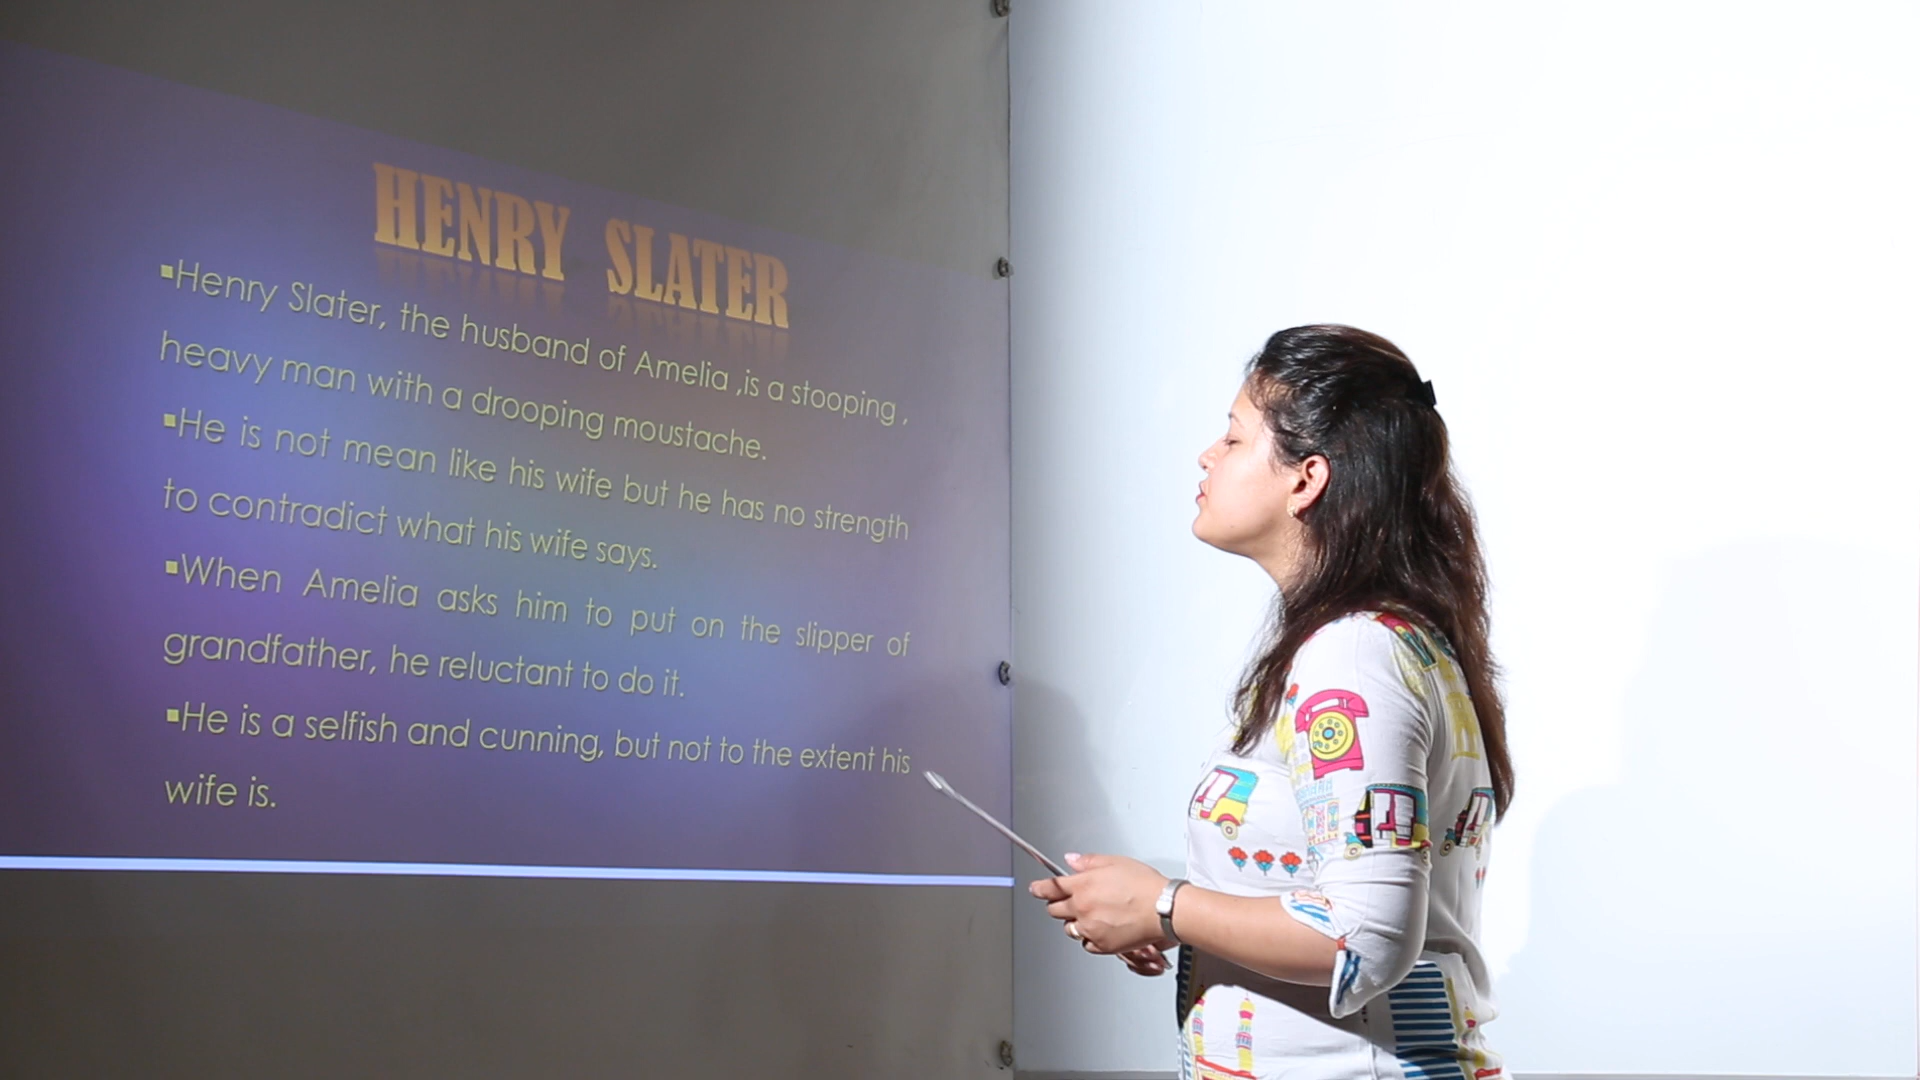 HENRY SLATER
▪Henry Slater, the husband of Amelia ,is a stooping ,
heavy man with a drooping moustache.
▪He is not mean like his wife but he has no strength
to contradict what his wife says.
▪When Amelia asks him to put on the slipper of
grandfather, he reluctant to do it.
▪He is a selfish and cunning, but not to the extent his
wife is.